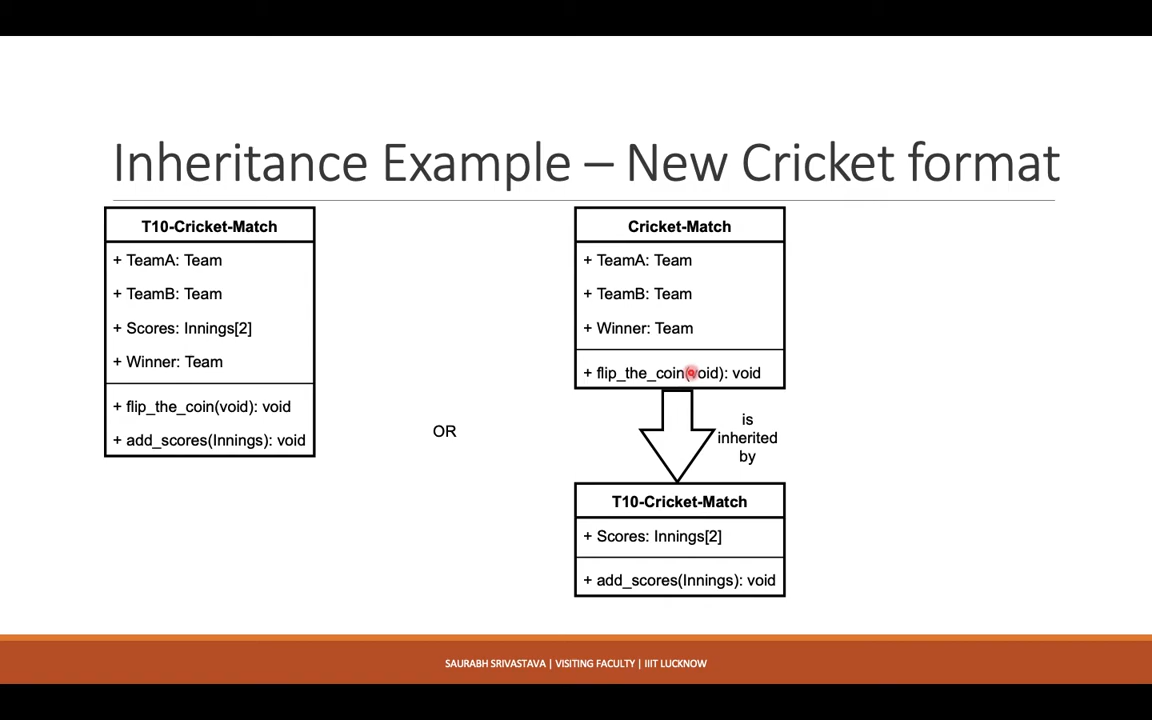 Inheritance Example – New Cricket format
T10-Cricket-Match
+ TeamA: Team
+ TeamB: Team
+ Scores: Innings[2]
+ Winner: Team
+ flip_the_coin(void): void
+ add_scores(Innings): void
OR
Cricket-Match
+ TeamA: Team
+ TeamB: Team
+ Winner: Team
+ flip_the_coin(void): void
is
inherited
by
T10-Cricket-Match
+ Scores: Innings[2]
+ add_scores(Innings): void
SAURABH SRIVASTAVA | VISITING FACULTY | IIIT LUCKNOW